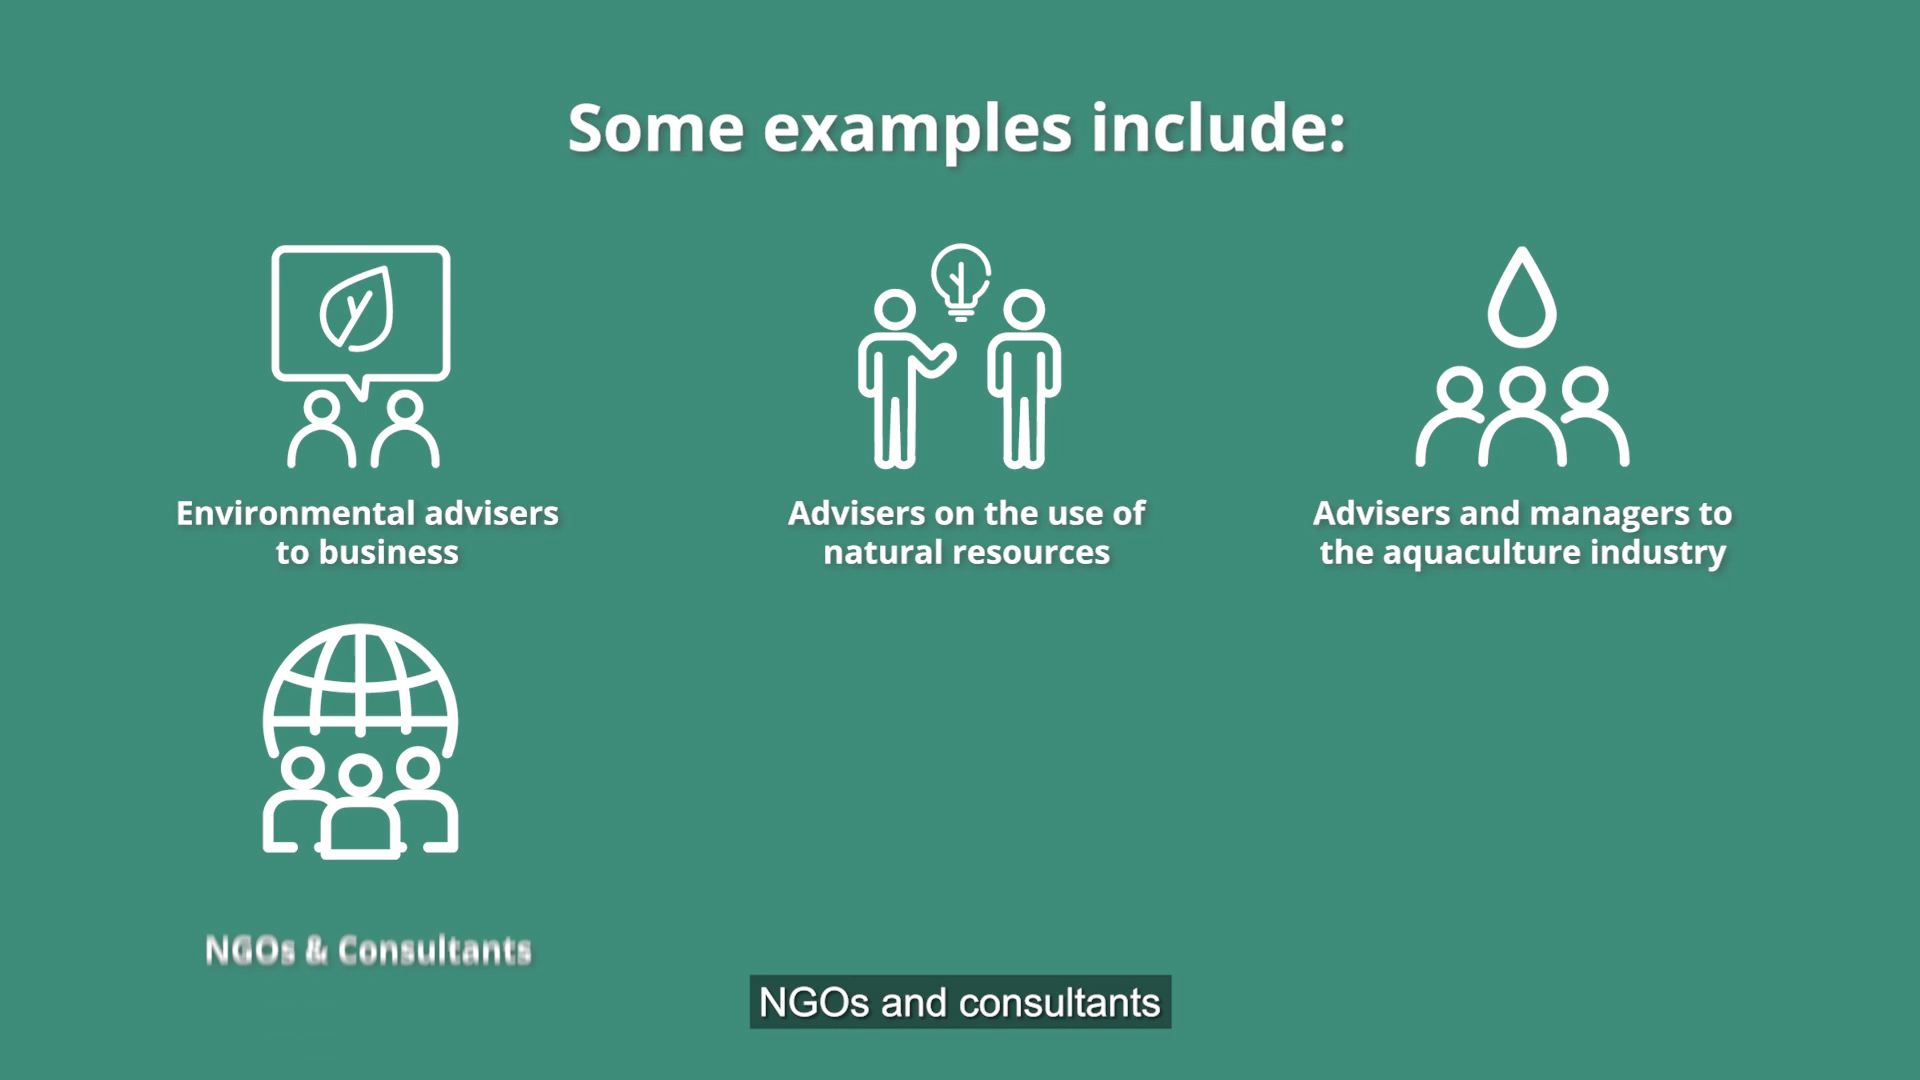 Some examples include:
Environmental advisers
to business
Advisers on the use of
natural resources
Advisers and managers to
the aquaculture industry
NGOs & Consultants
NGOs and consultants